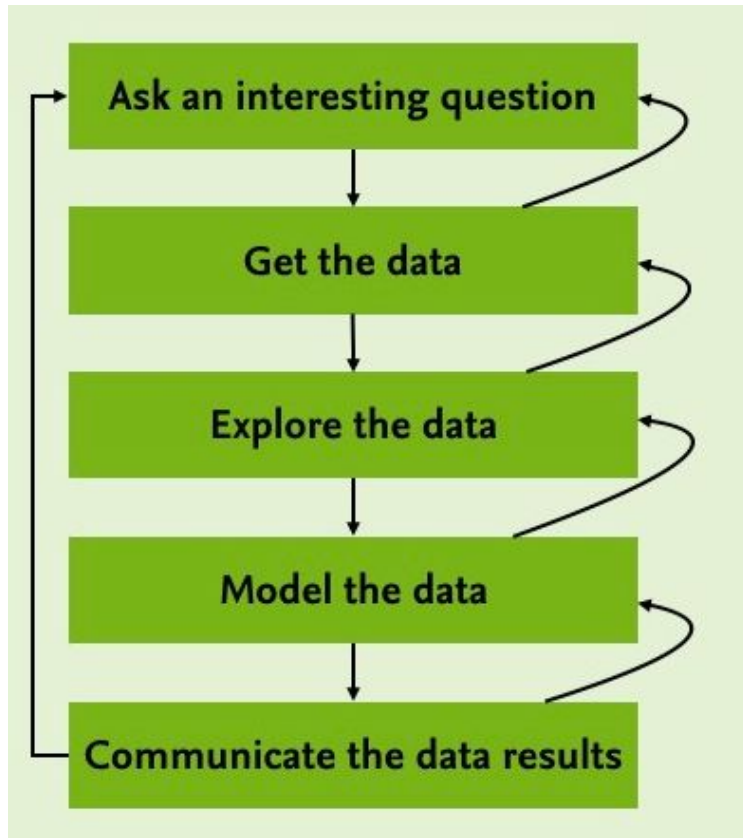 Ask an interesting question
Get the data
Explore the data
Model the data
Communicate the data results